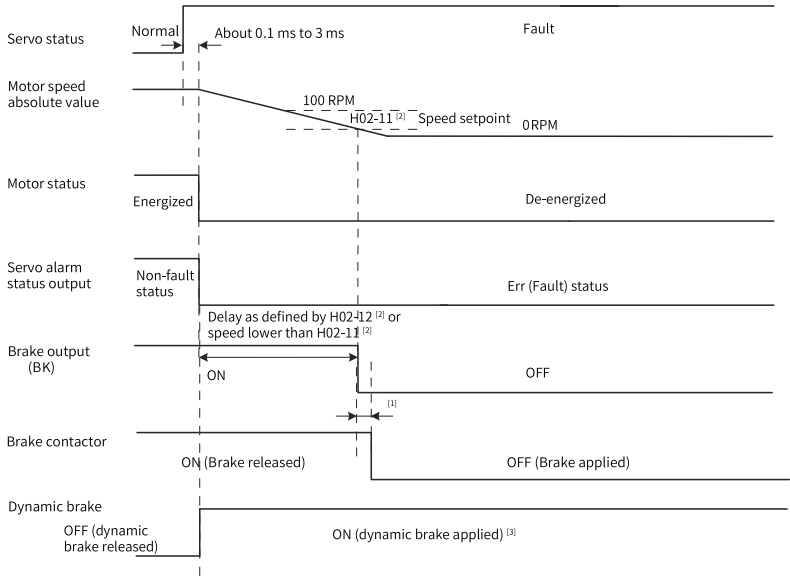 Servo status
Normal
About 0.1 ms to 3 ms
Fault
Motor speed
absolute value
100 RPM
H02-11 [2]
Speed setpoint
0RPM
Motor status
Energized
De-energized
Servo alarm
status output
Non-fault
status
Err (Fault) status
Delay as defined by H02-12 [2] or
speed lower than H02-11 [2]
Brake output
(BK)
ON
OFF
[1]
Brake contactor
ON (Brake released)
OFF (Brake applied)
Dynamic brake
OFF (dynamic
brake released)
ON (dynamic brake applied) [3]